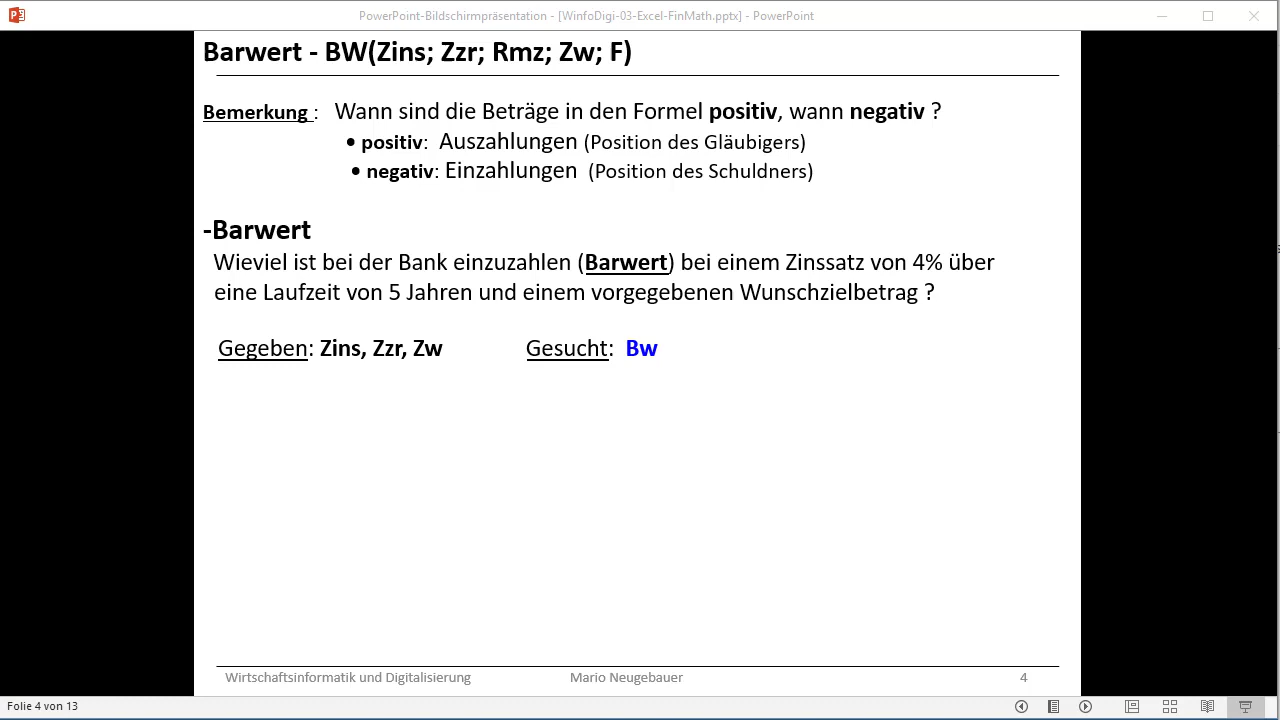 PowerPoint-Bildschirmpräsentation - [WinfoDigi-03-Excel-FinMath.pptx] - PowerPoint
Barwert - BW(Zins; Zzr; Rmz; Zw; F)
Bemerkung : Wann sind die Beträge in den Formel positiv, wann negativ ?
• positiv: Auszahlungen (Position des Gläubigers)
• negativ: Einzahlungen (Position des Schuldners)
-Barwert
Wieviel ist bei der Bank einzuzahlen (Barwert) bei einem Zinssatz von 4% über
eine Laufzeit von 5 Jahren und einem vorgegebenen Wunschzielbetrag ?
Gegeben: Zins, Zzr, Zw Gesucht: Bw
Wirtschaftsinformatik und Digitalisierung Mario Neugebauer 4
Folie 4 von 13